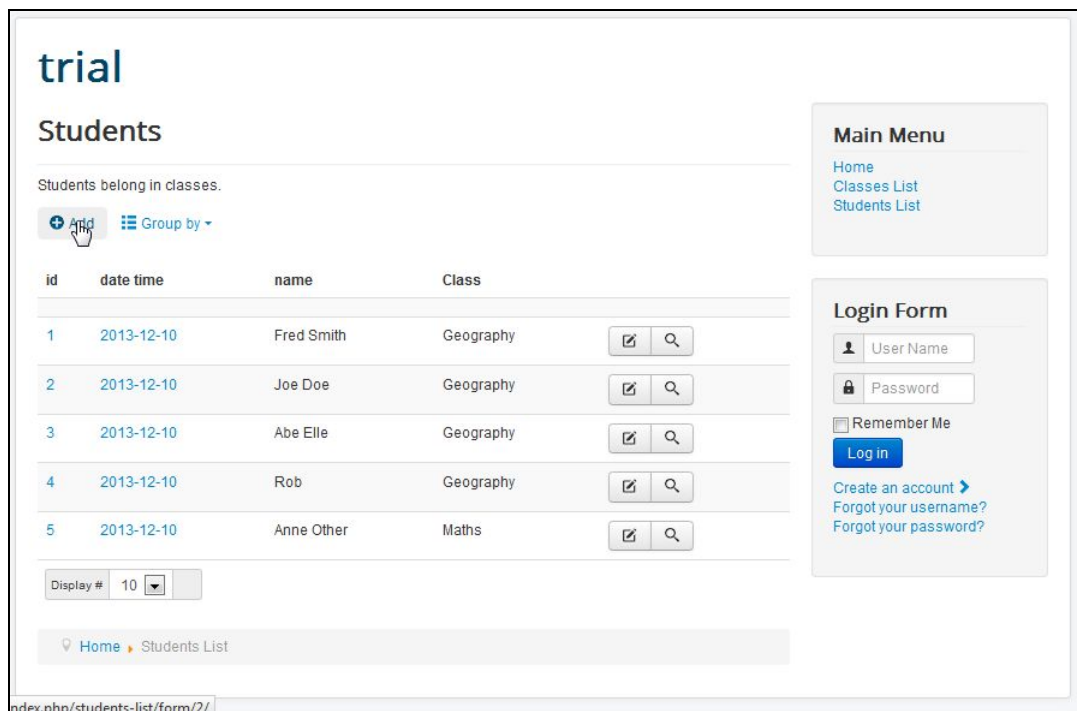 trial
Students
Students belong in classes.
Add Group by
id date time name Class
1 2013-12-10 Fred Smith Geography
2 2013-12-10 Joe Doe Geography
3 2013-12-10 Abe Elle Geography
4 2013-12-10 Rob Geography
5 2013-12-10 Anne Other Maths
Display # 10
Home Students List
Main Menu
Home
Classes List
Students List
Login Form
User Name
Password
Remember Me
Log in
Create an account
Forgot your username?
Forgot your password?
ndex.php/students-list/form/2/